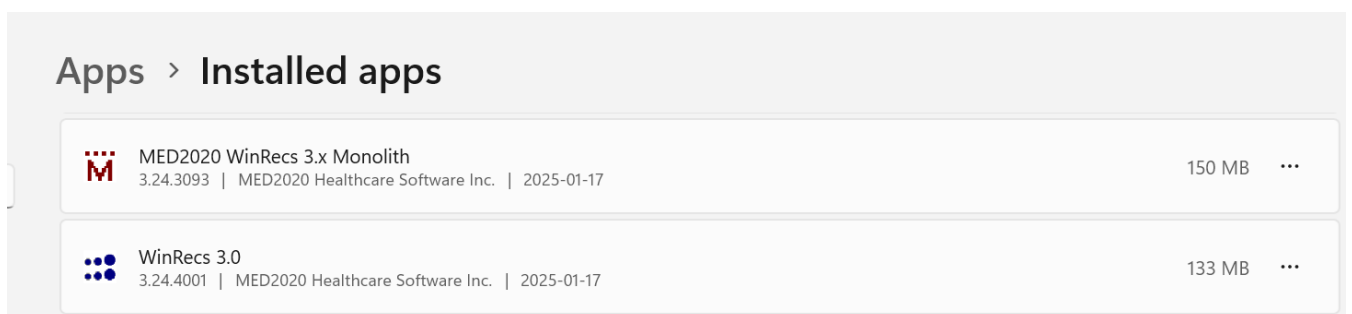 Apps > Installed apps
MED2020 WinRecs 3.x Monolith
3.24.3093 | MED2020 Healthcare Software Inc. | 2025-01-17
150 MB
WinRecs 3.0
3.24.4001 | MED2020 Healthcare Software Inc. | 2025-01-17
133 MB